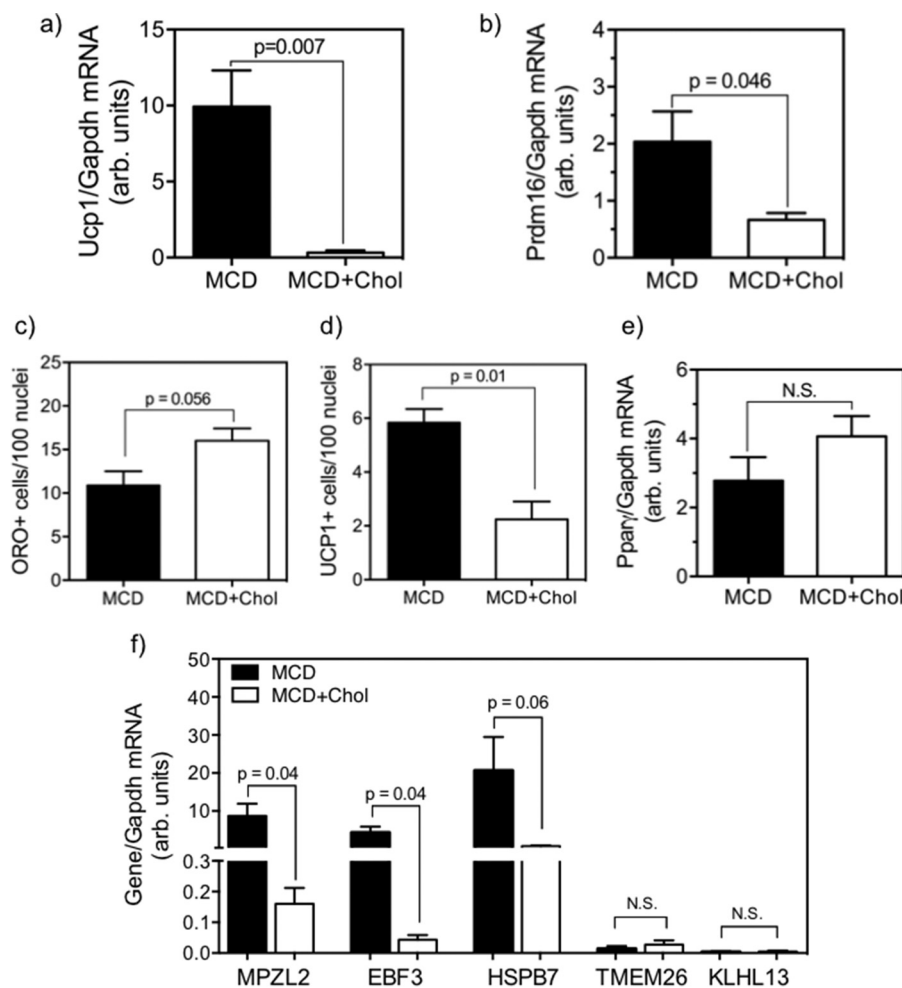 a)
Ucp1/Gapdh mRNA
(arb. units)
15
10
5
0
p=0.007
MCD
MCD+Chol
b)
Prdm16/Gapdh mRNA
(arb. units)
4
3
2
1
0
p = 0.046
MCD
MCD+Chol
c)
ORO+ cells/100 nuclei
25
20
15
10
5
0
p = 0.056
MCD
MCD+Chol
d)
UCP1+ cells/100 nuclei
8
6
4
2
0
p = 0.01
MCD
MCD+Chol
e)
Pparγ/Gapdh mRNA
(arb. units)
6
4
2
0
N.S.
MCD
MCD+Chol
f)
Gene/Gapdh mRNA
(arb. units)
50
40
30
20
10
0.3
0.2
0.1
0.0
MCD
MCD+Chol
p = 0.04
p = 0.04
p = 0.06
N.S.
N.S.
MPZL2
EBF3
HSPB7
TMEM26
KLHL13